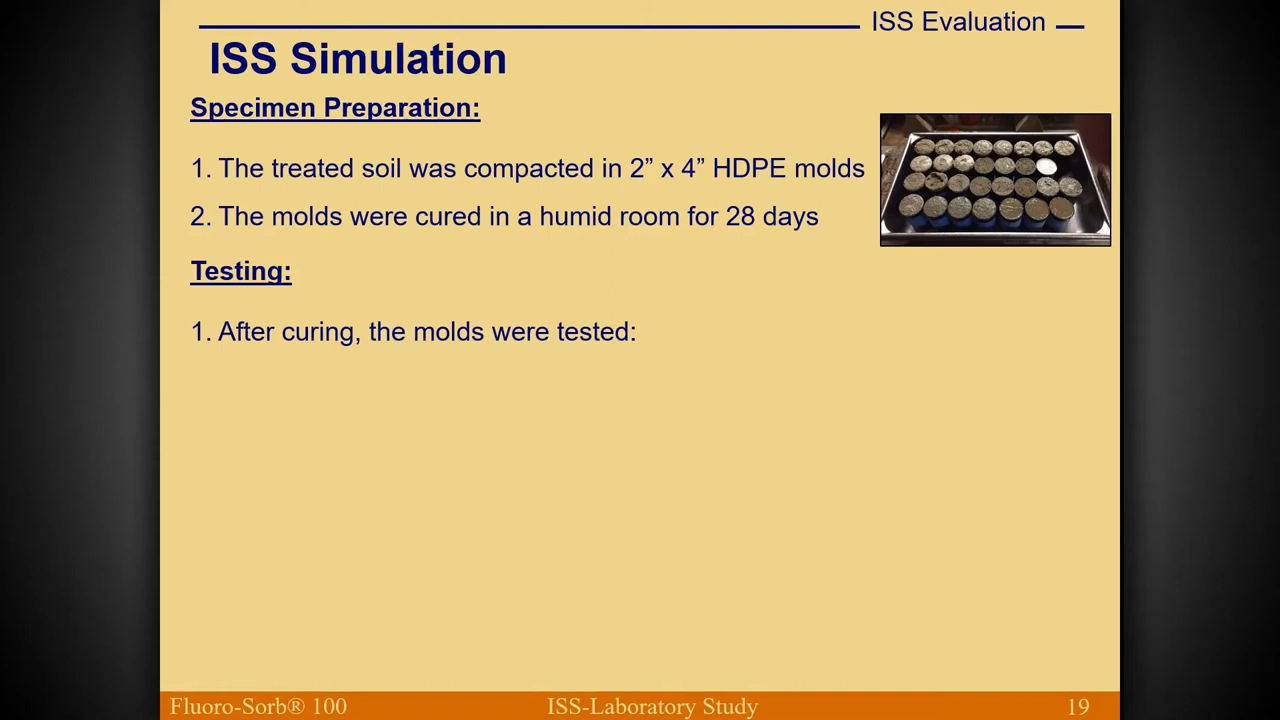 ISS Evaluation
ISS Simulation
Specimen Preparation:
1. The treated soil was compacted in 2” x 4” HDPE molds
2. The molds were cured in a humid room for 28 days
Testing:
1. After curing, the molds were tested:
Fluoro-Sorb® 100 ISS-Laboratory Study 19